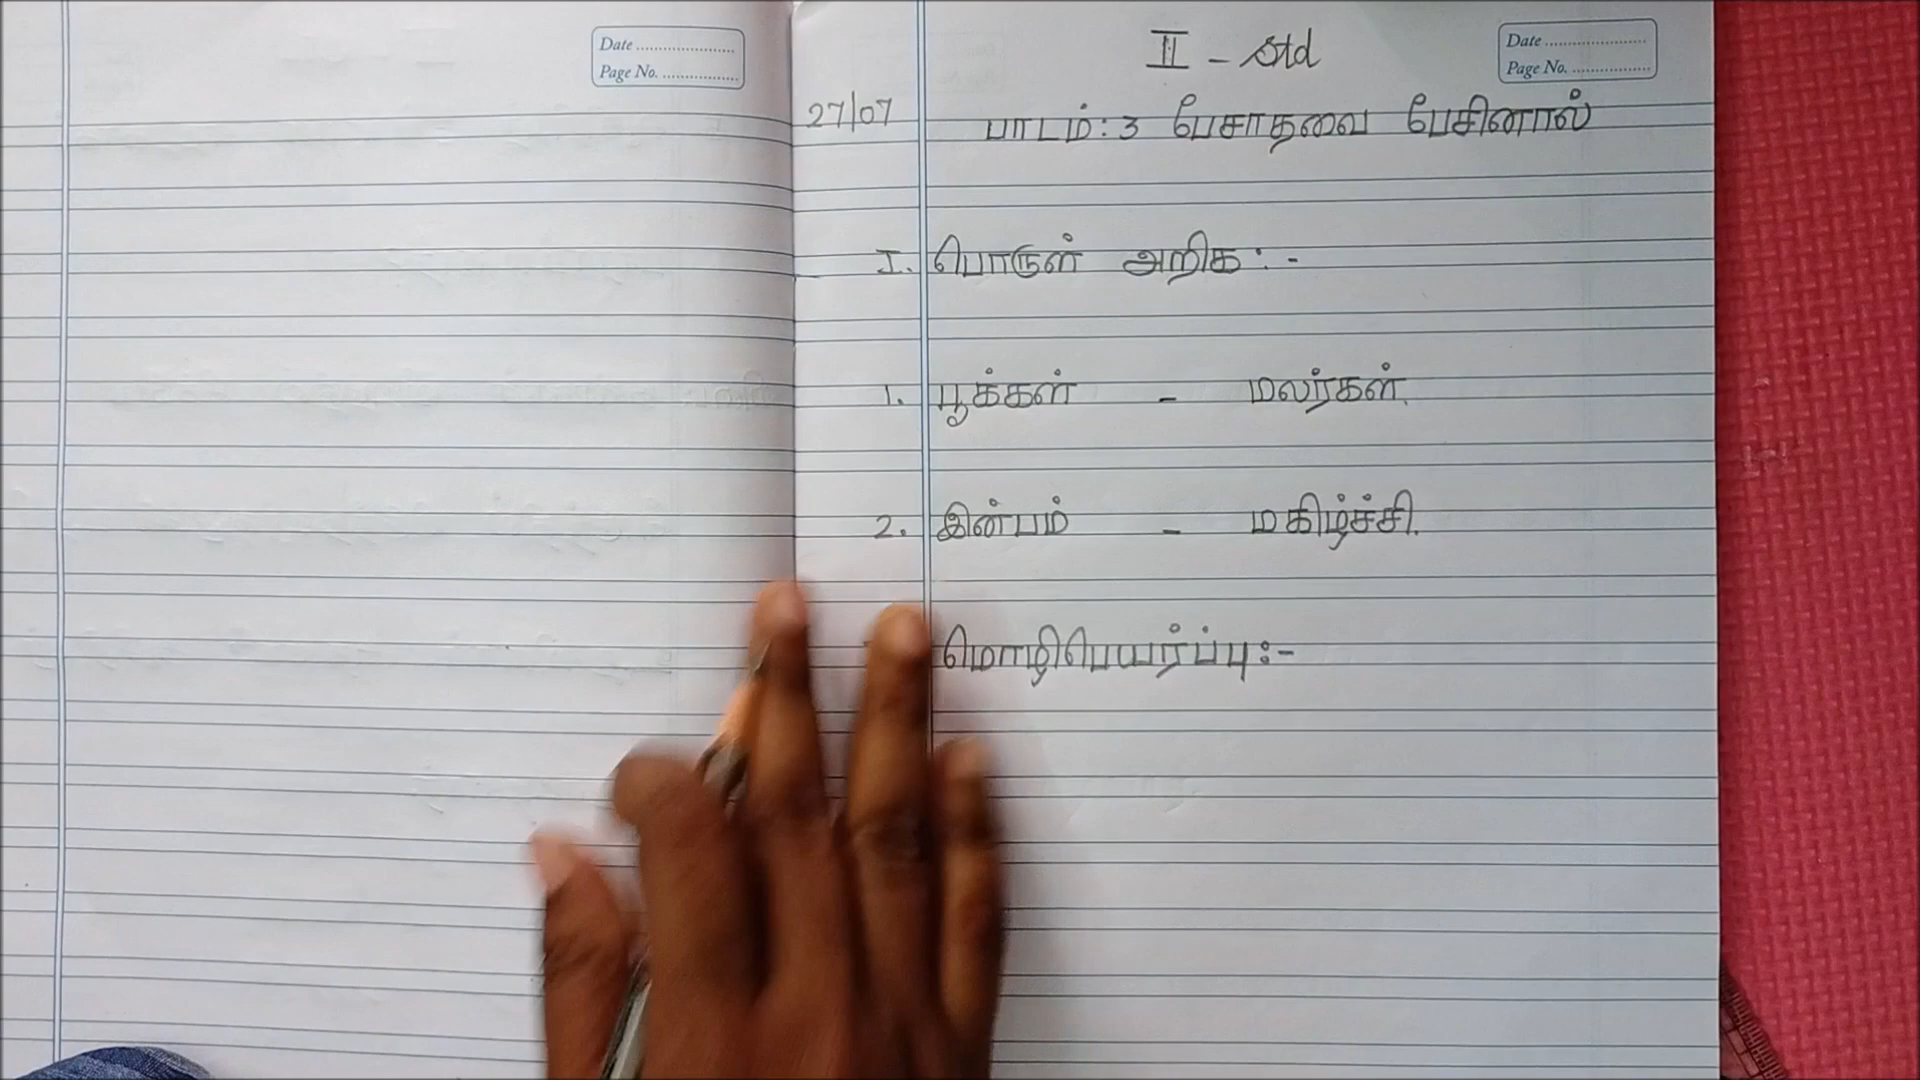 Date
Page No.
II - std
Date
Page No.
27/07
பாடம்: 3 பேசாதவை பேசினால்
I. பொருள் அறிக :-
1. பூக்கள் - மலர்கள்.
2. இன்பம் - மகிழ்ச்சி.
மொழிபெயர்ப்பு :-